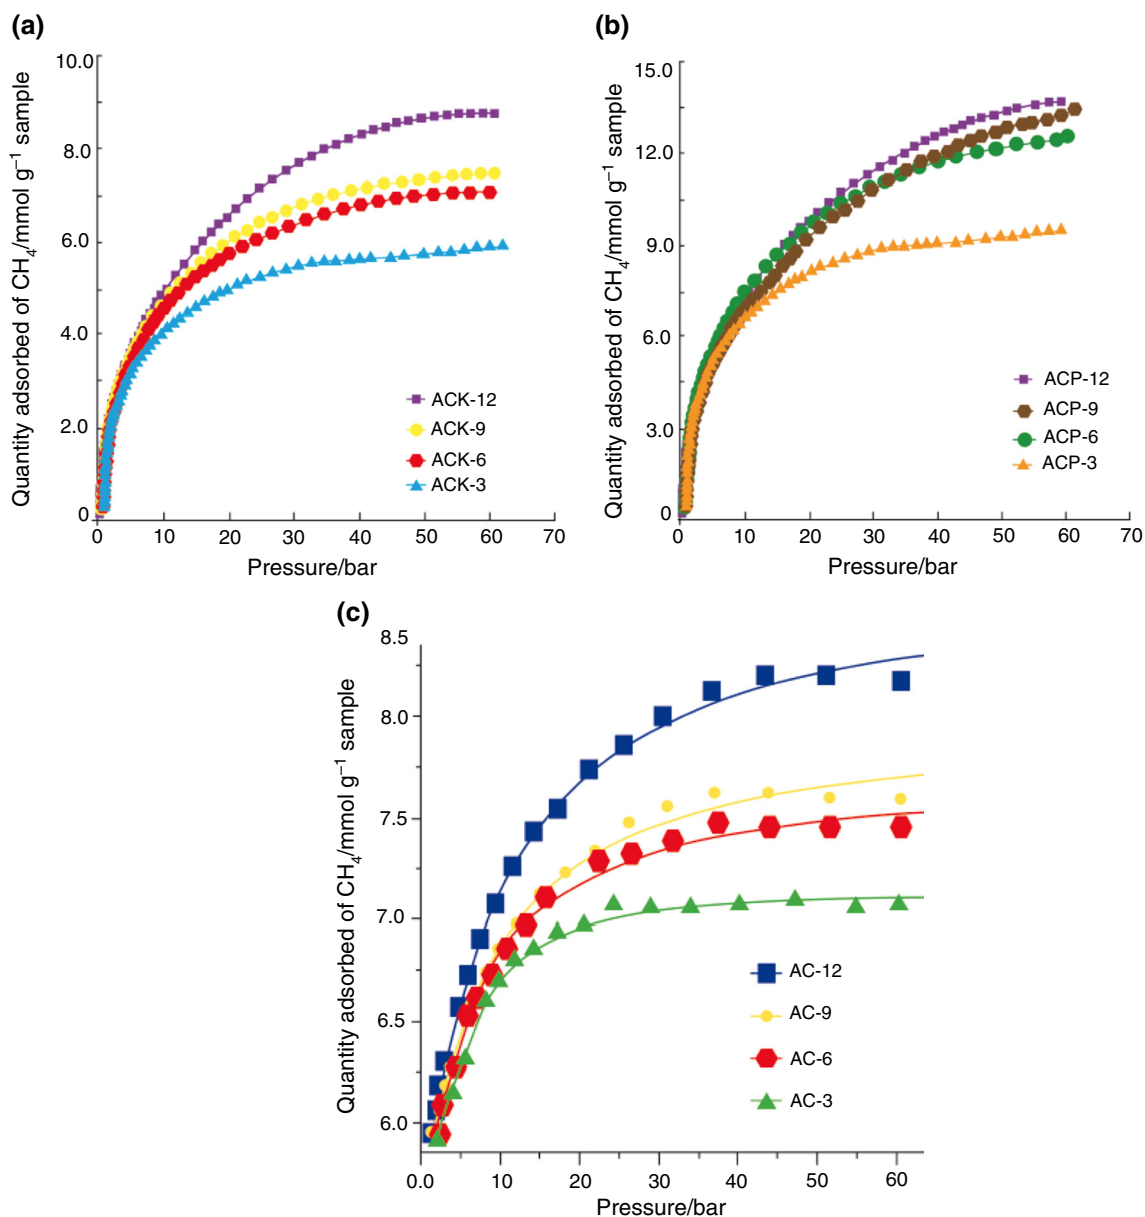 (a)
Quantity adsorbed of CH₄/mmol g⁻¹ sample
10.0
8.0
6.0
4.0
2.0
0
ACK-12
ACK-9
ACK-6
ACK-3
0 10 20 30 40 50 60 70
Pressure/bar
(b)
Quantity adsorbed of CH₄/mmol g⁻¹ sample
15.0
12.0
9.0
6.0
3.0
0
ACP-12
ACP-9
ACP-6
ACP-3
0 10 20 30 40 50 60 70
Pressure/bar
(c)
Quantity adsorbed of CH₄/mmol g⁻¹ sample
8.5
8.0
7.5
7.0
6.5
6.0
AC-12
AC-9
AC-6
AC-3
0.0 10 20 30 40 50 60
Pressure/bar